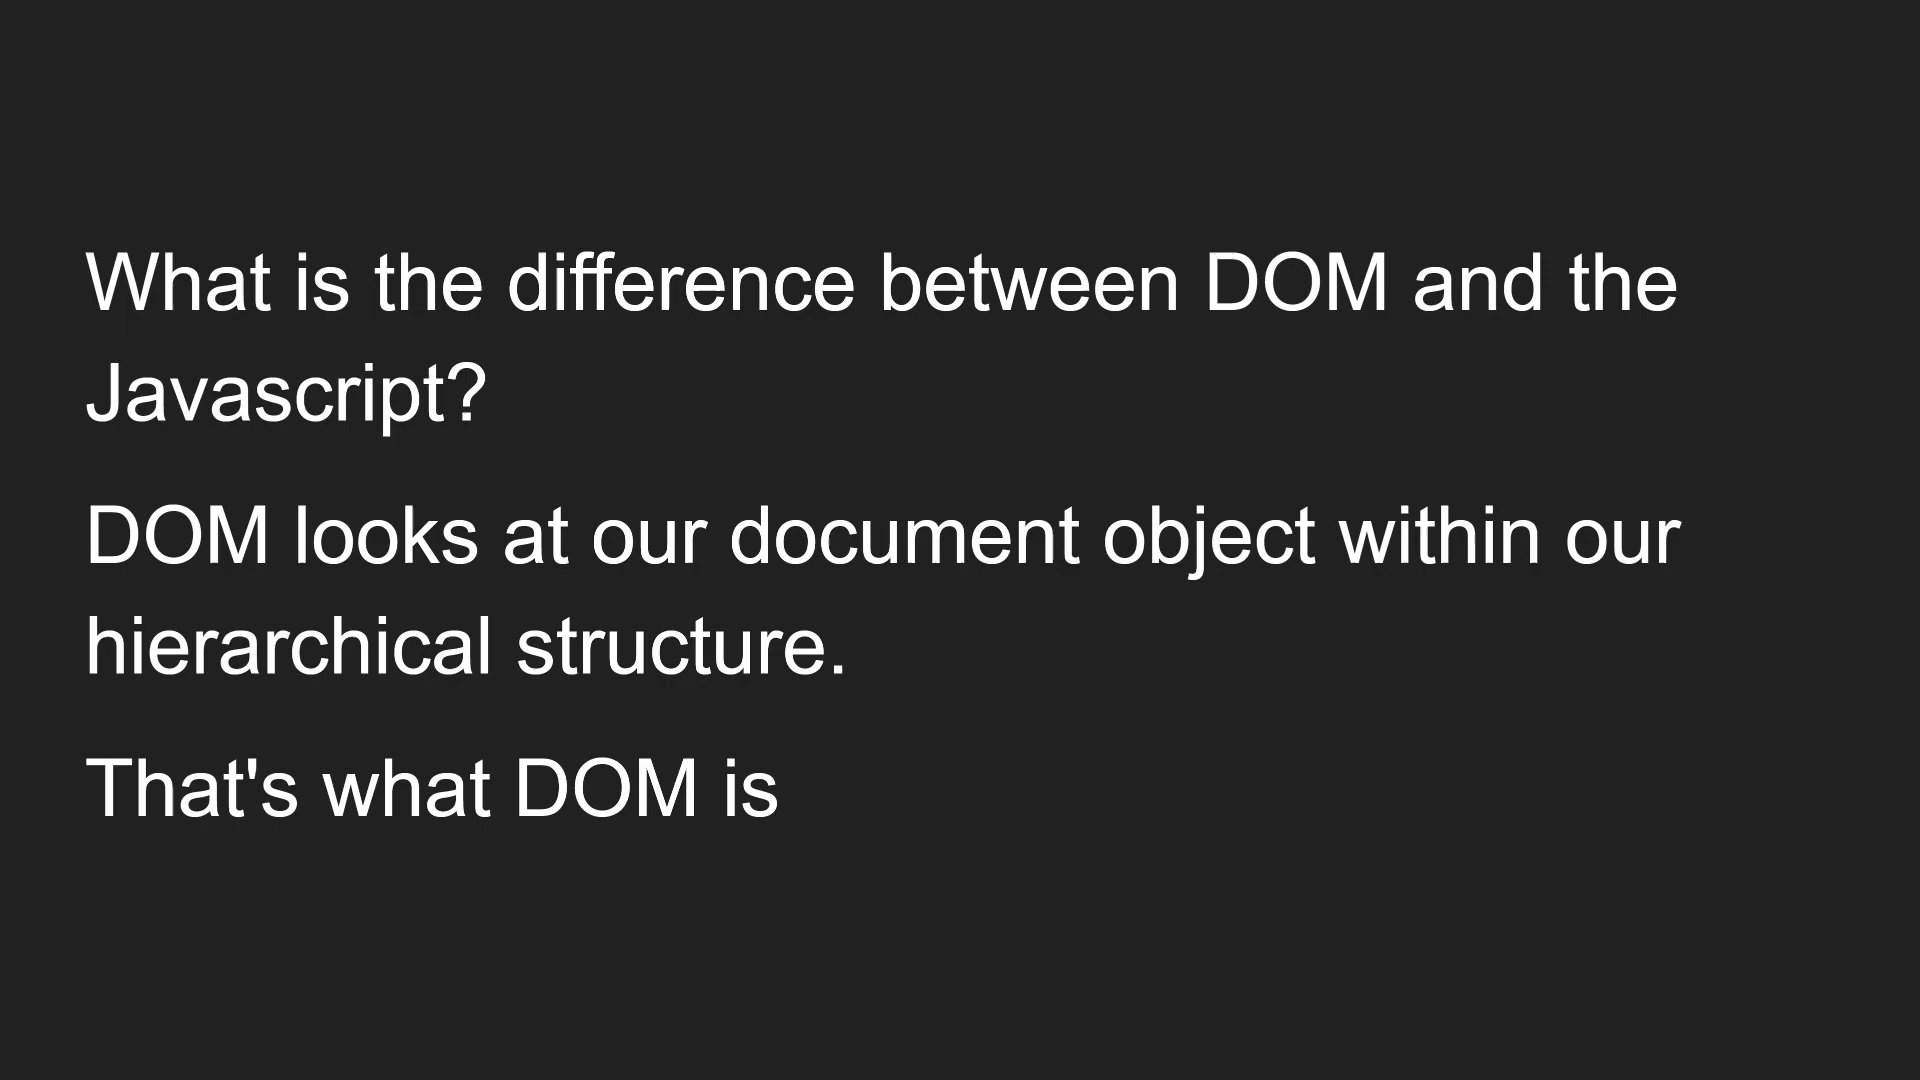 What is the difference between DOM and the
Javascript?
DOM looks at our document object within our
hierarchical structure.
That's what DOM is